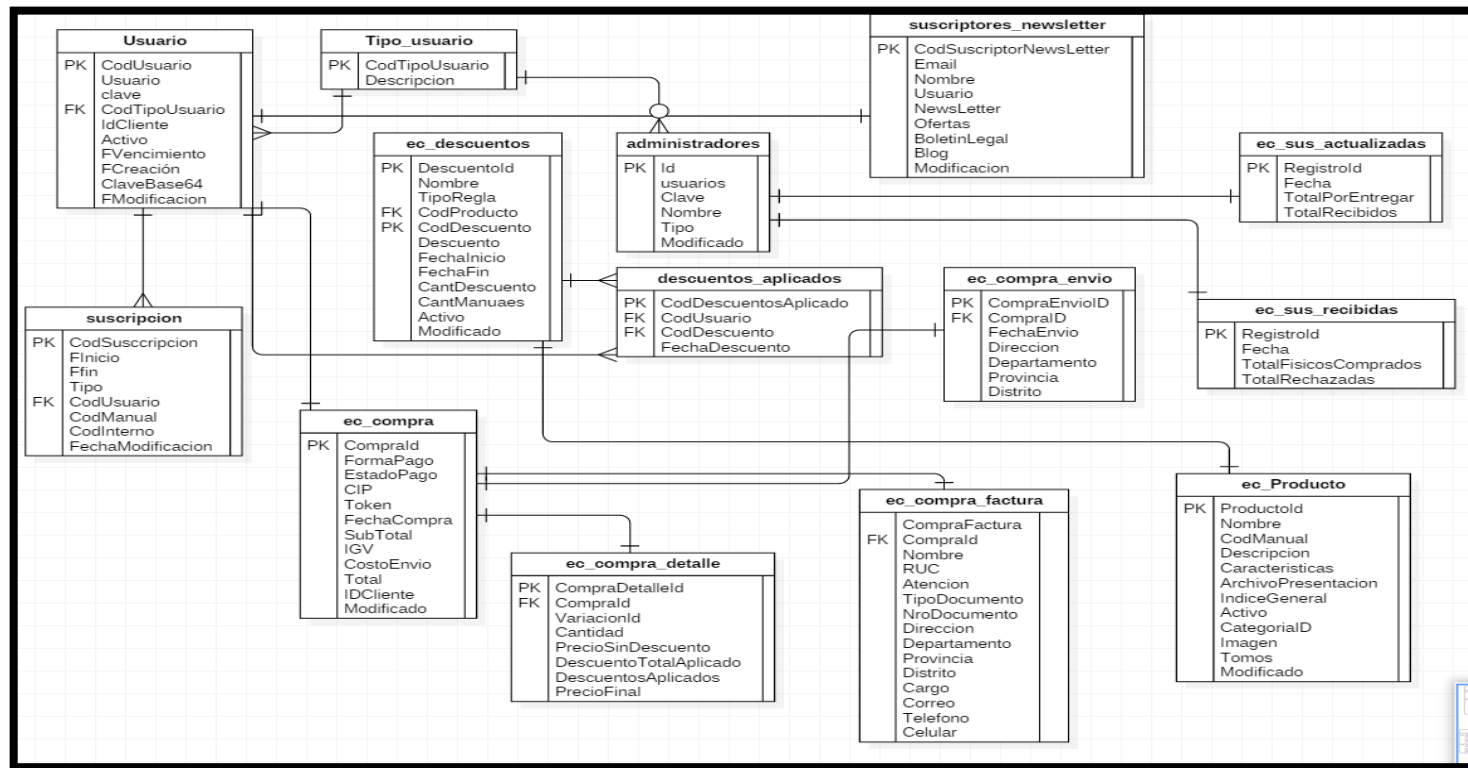 Usuario
PK CodUsuario
Usuario
clave
FK CodTipoUsuario
IdCliente
Activo
FVencimiento
FCreación
ClaveBase64
FModificacion
Tipo_usuario
PK CodTipoUsuario
Descripcion
suscriptores_newsletter
PK CodSuscriptorNewsLetter
Email
Nombre
Usuario
NewsLetter
Ofertas
BoletinLegal
Blog
Modificacion
ec_descuentos
PK DescuentoId
Nombre
TipoRegla
FK CodProducto
PK CodDescuento
Descuento
FechaInicio
FechaFin
CantDescuento
CantManuaes
Activo
Modificado
administradores
PK Id
usuarios
Clave
Nombre
Tipo
Modificado
ec_sus_actualizadas
PK RegistroId
Fecha
TotalPorEntregar
TotalRecibidos
descuentos_aplicados
PK CodDescuentosAplicado
FK CodUsuario
FK CodDescuento
FechaDescuento
ec_compra_envio
PK CompraEnvioID
FK CompraID
FechaEnvio
Direccion
Departamento
Provincia
Distrito
ec_sus_recibidas
PK RegistroId
Fecha
TotalFisicosComprados
TotalRechazadas
suscripcion
PK CodSusccripcion
FInicio
Ffin
Tipo
FK CodUsuario
CodManual
CodInterno
FechaModificacion
ec_compra
PK CompraId
FormaPago
EstadoPago
CIP
Token
FechaCompra
SubTotal
IGV
CostoEnvio
Total
IDCliente
Modificado
ec_compra_detalle
PK CompraDetalleId
FK CompraId
VariacionId
Cantidad
PrecioSinDescuento
DescuentoTotalAplicado
DescuentosAplicados
PrecioFinal
ec_compra_factura
CompraFactura
FK CompraId
Nombre
RUC
Atencion
TipoDocumento
NroDocumento
Direccion
Departamento
Provincia
Distrito
Cargo
Correo
Telefono
Celular
ec_Producto
PK ProductoId
Nombre
CodManual
Descripcion
Caracteristicas
ArchivoPresentacion
IndiceGeneral
Activo
CategoriaID
Imagen
Tomos
Modificado